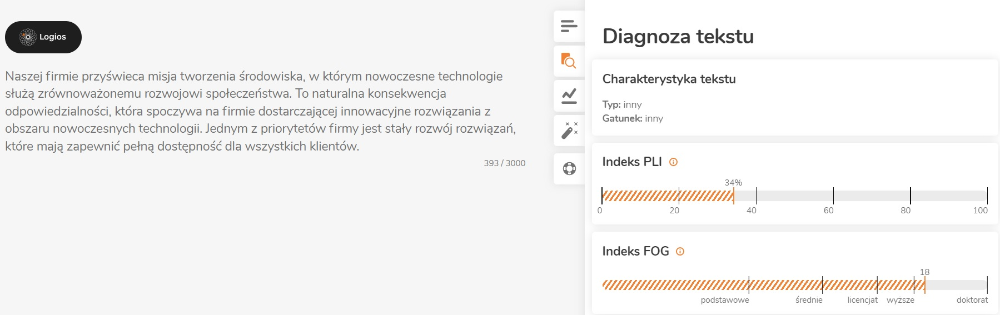 Logios
Naszej firmie przyświeca misja tworzenia środowiska, w którym nowoczesne technologie
służą zrównoważonemu rozwojowi społeczeństwa. To naturalna konsekwencja
odpowiedzialności, która spoczywa na firmie dostarczającej innowacyjne rozwiązania z
obszaru nowoczesnych technologii. Jednym z priorytetów firmy jest stały rozwój rozwiązań,
które mają zapewnić pełną dostępność dla wszystkich klientów.
393 / 3000
Diagnoza tekstu
Charakterystyka tekstu
Typ: inny
Gatunek: inny
Indeks PLI
34%
0 20 40 60 80 100
Indeks FOG
18
podstawowe średnie licencjat wyższe doktorat